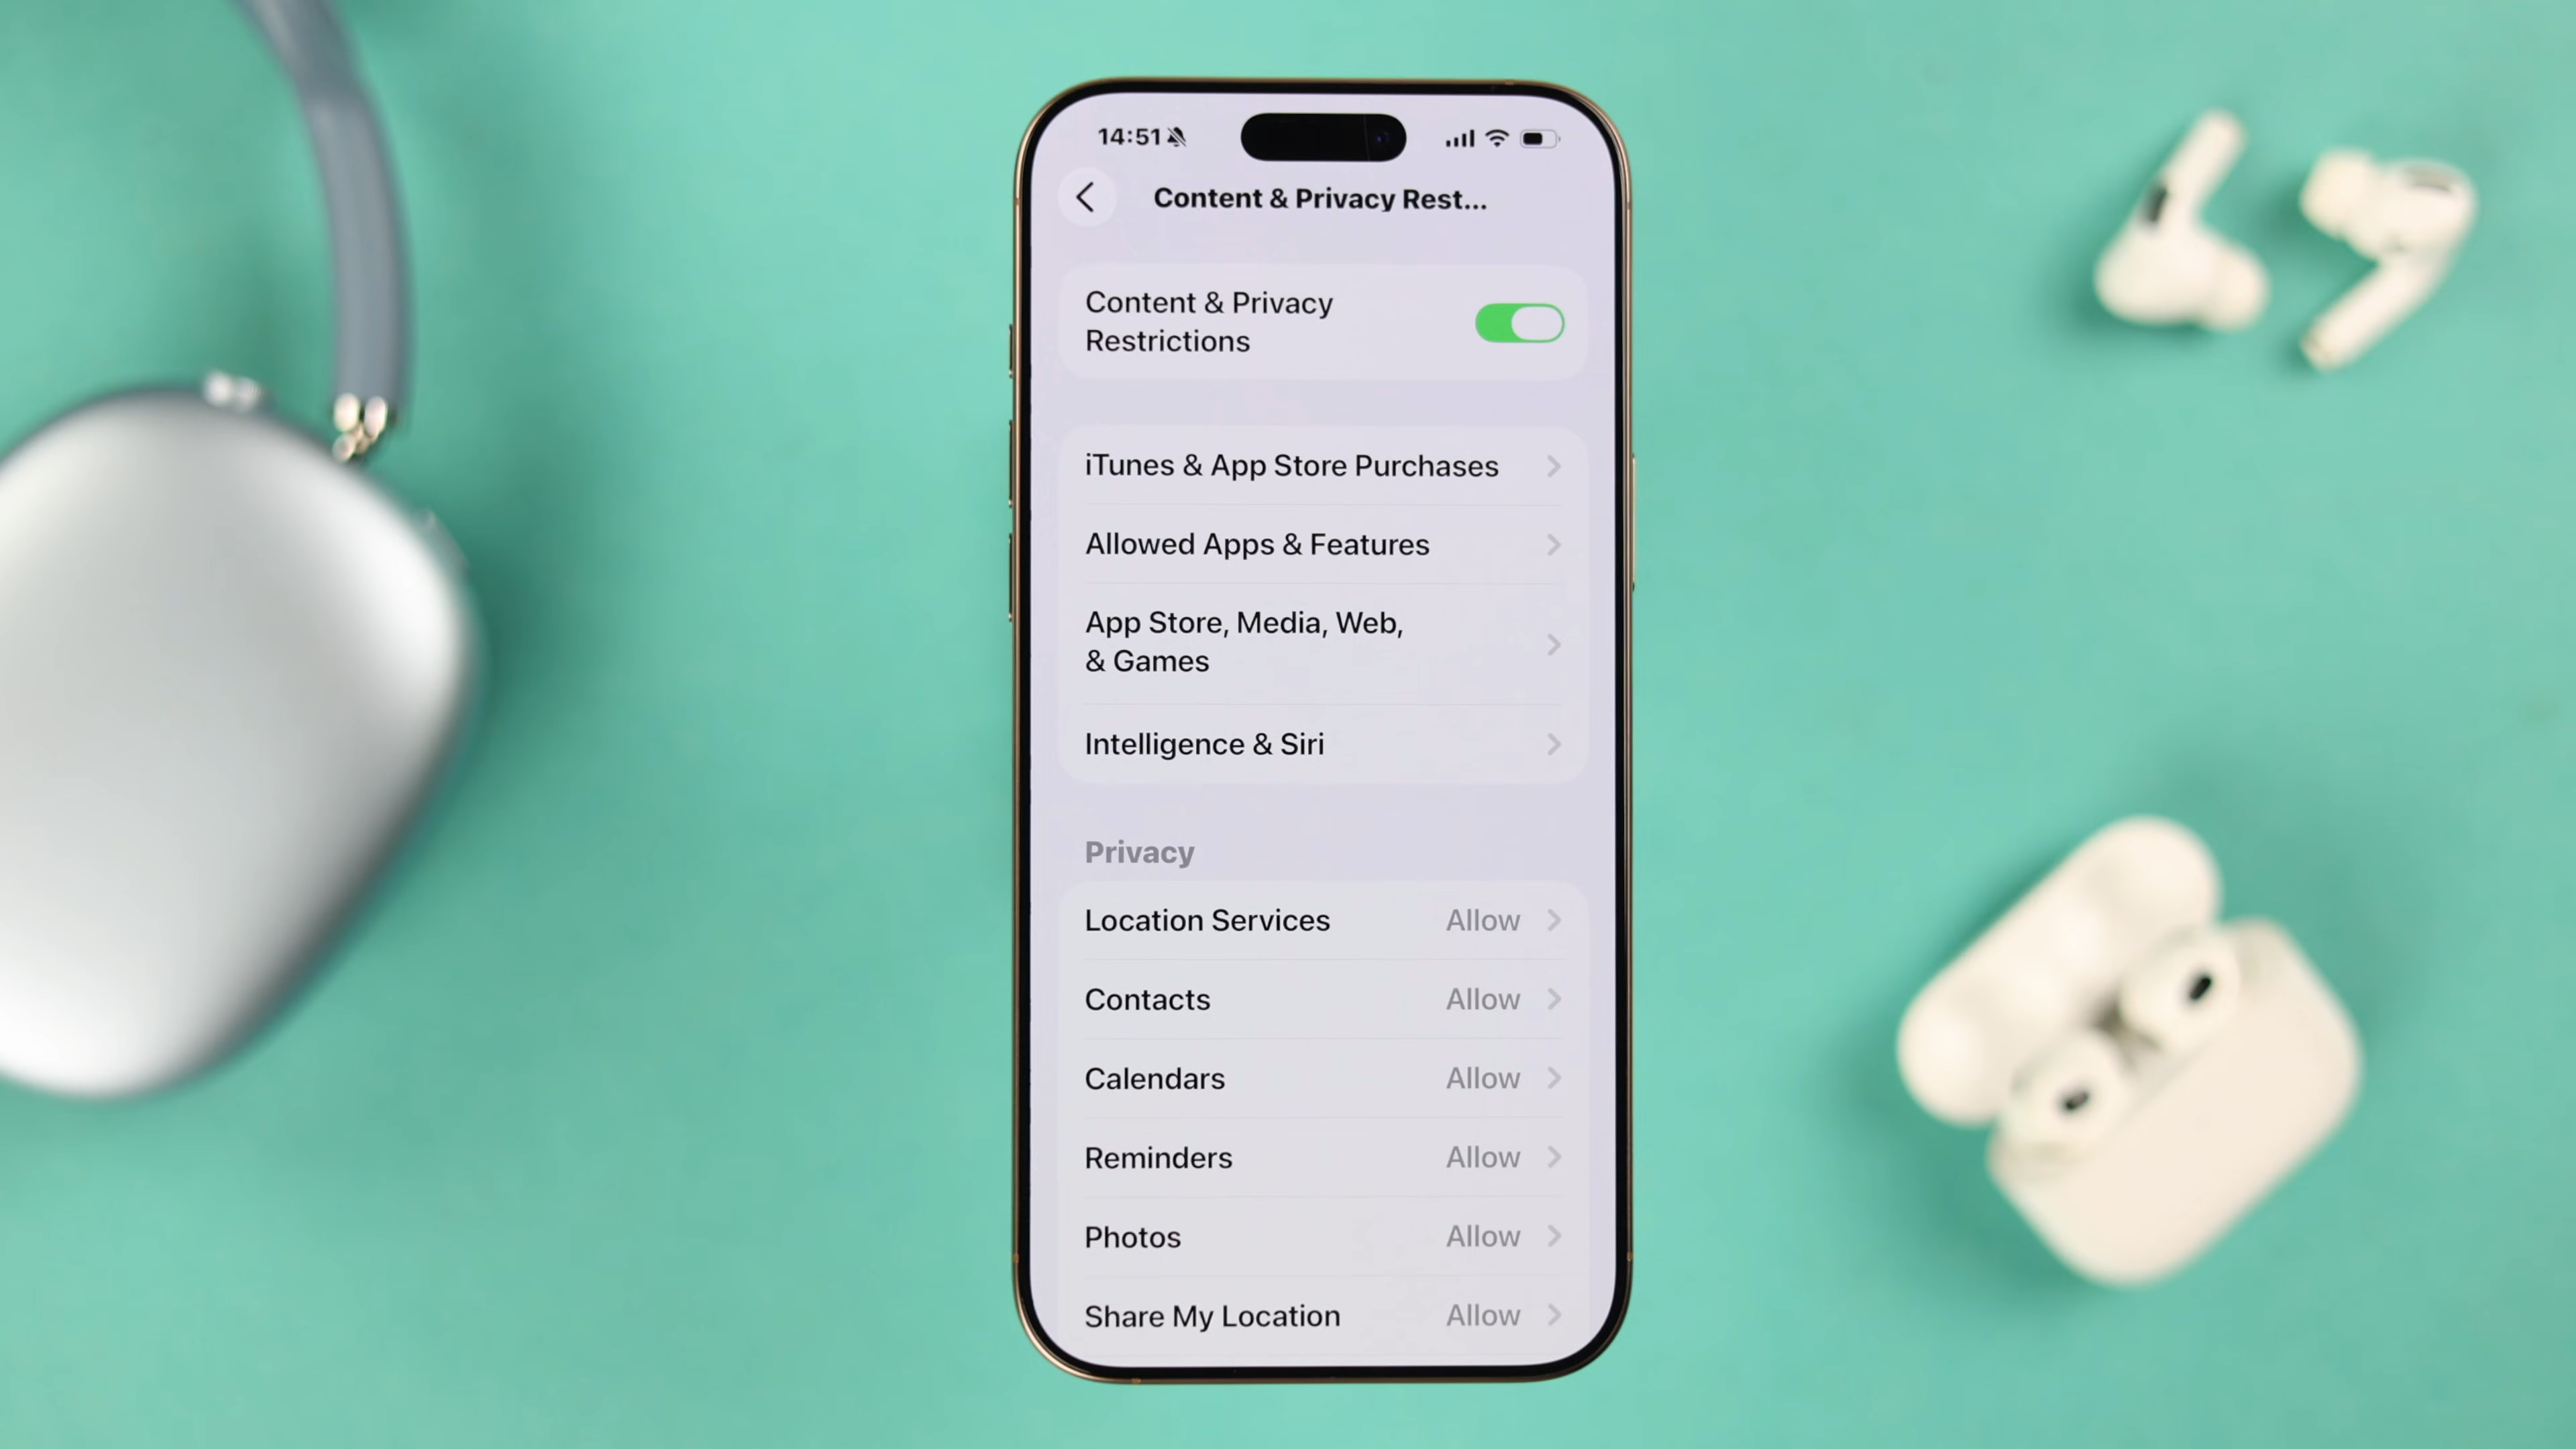 14:51
Content & Privacy Rest...
Content & Privacy
Restrictions
iTunes & App Store Purchases
Allowed Apps & Features
App Store, Media, Web,
& Games
Intelligence & Siri
Privacy
Location Services Allow
Contacts Allow
Calendars Allow
Reminders Allow
Photos Allow
Share My Location Allow